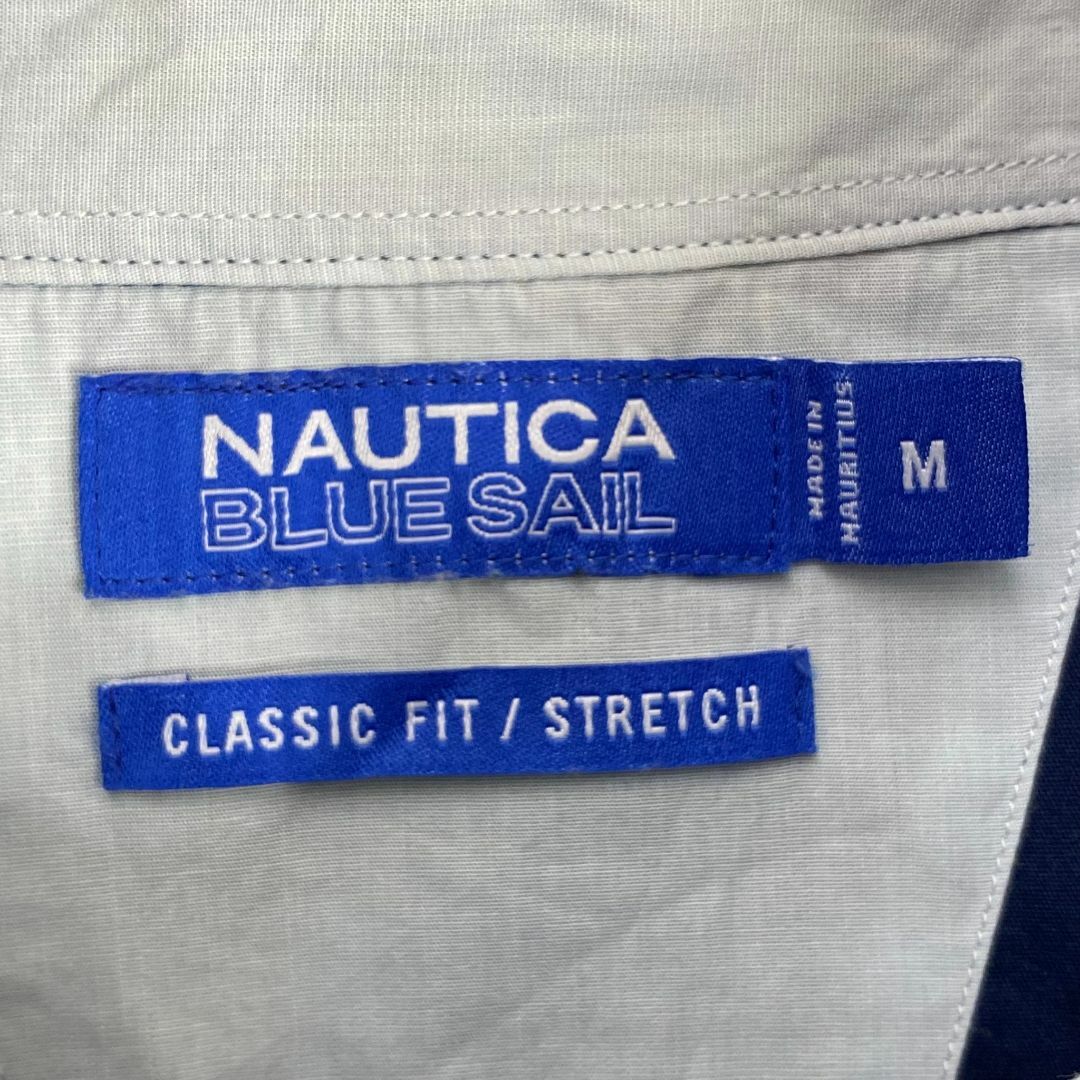 NAUTICA
BLUE SAIL
MADE IN
MAURITIUS
M
CLASSIC FIT / STRETCH